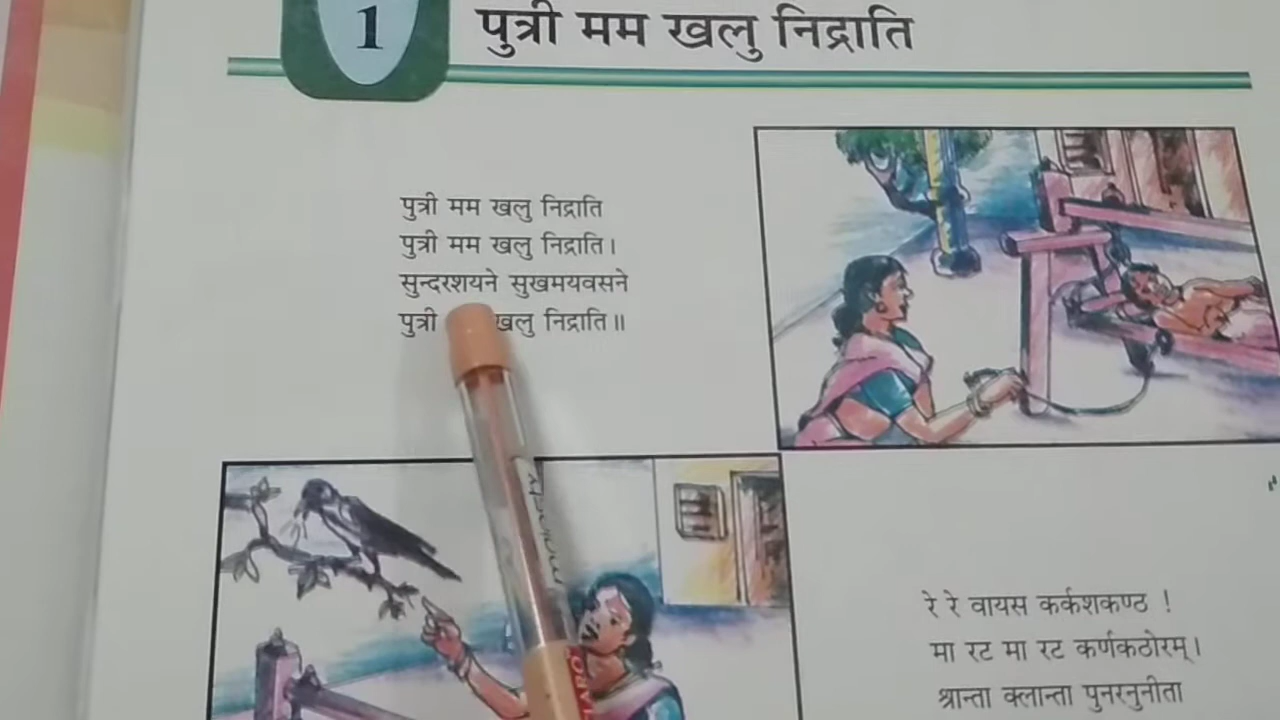 1
पुत्री मम खलु निद्राति
पुत्री मम खलु निद्राति
पुत्री मम खलु निद्राति।
सुन्दरशयने सुखमयवसने
पुत्री खलु निद्राति॥
रे रे वायस कर्कशकण्ठ !
मा रट मा रट कर्णकठोरम्।
श्रान्ता क्लान्ता पुनरनुनीता